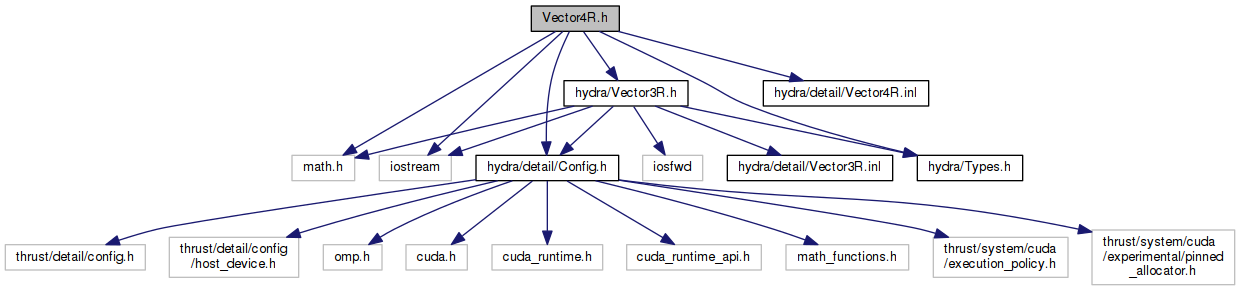 Vector4R.h
hydra/Vector3R.h
hydra/detail/Vector4R.inl
math.h
iostream
hydra/detail/Config.h
iosfwd
hydra/detail/Vector3R.inl
hydra/Types.h
thrust/detail/config.h
thrust/detail/config
/host_device.h
omp.h
cuda.h
cuda_runtime.h
cuda_runtime_api.h
math_functions.h
thrust/system/cuda
/execution_policy.h
thrust/system/cuda
/experimental/pinned
_allocator.h